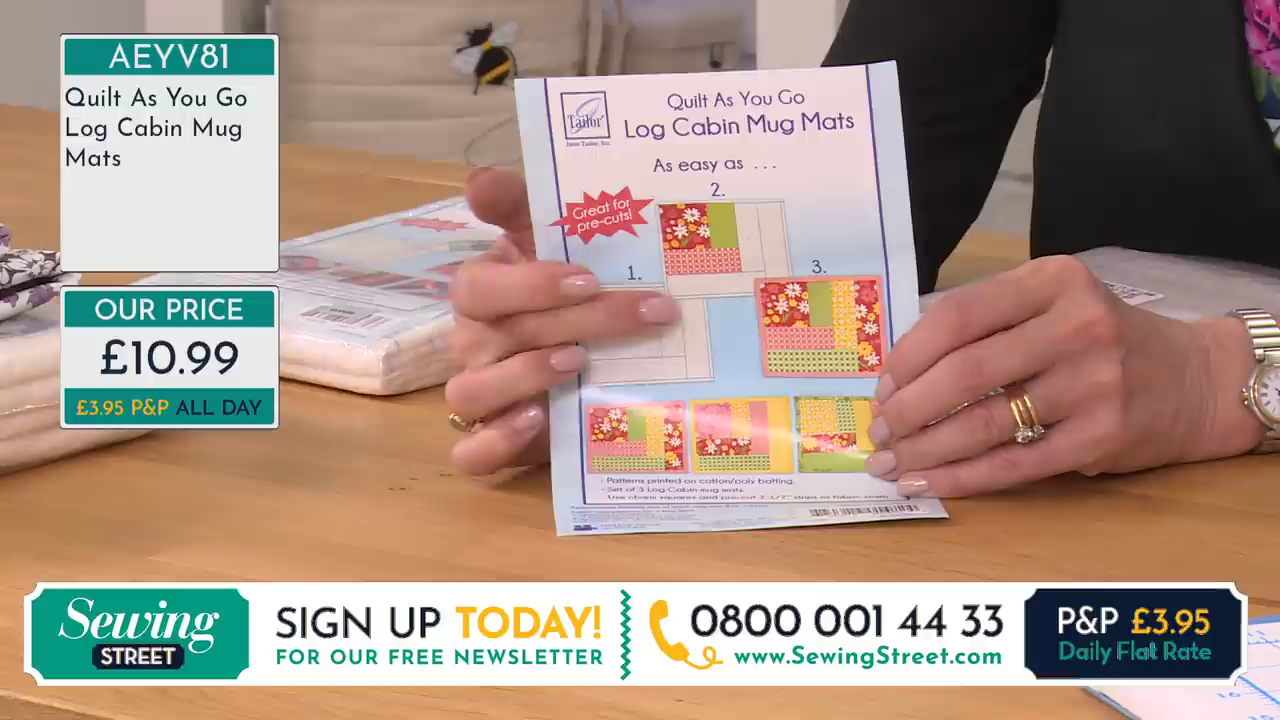 AEYV81
Quilt As You Go
Log Cabin Mug
Mats
OUR PRICE
£10.99
£3.95 P&P ALL DAY
Tailor
June Tailor, Inc.
Quilt As You Go
Log Cabin Mug Mats
As easy as ...
2.
Great for
pre-cuts!
1.
3.
- Patterns printed on cotton/poly batting.
- Set of 3 Log Cabin mug mats
Sewing
STREET
SIGN UP TODAY!
FOR OUR FREE NEWSLETTER
0800 001 44 33
www.SewingStreet.com
P&P £3.95
Daily Flat Rate
16